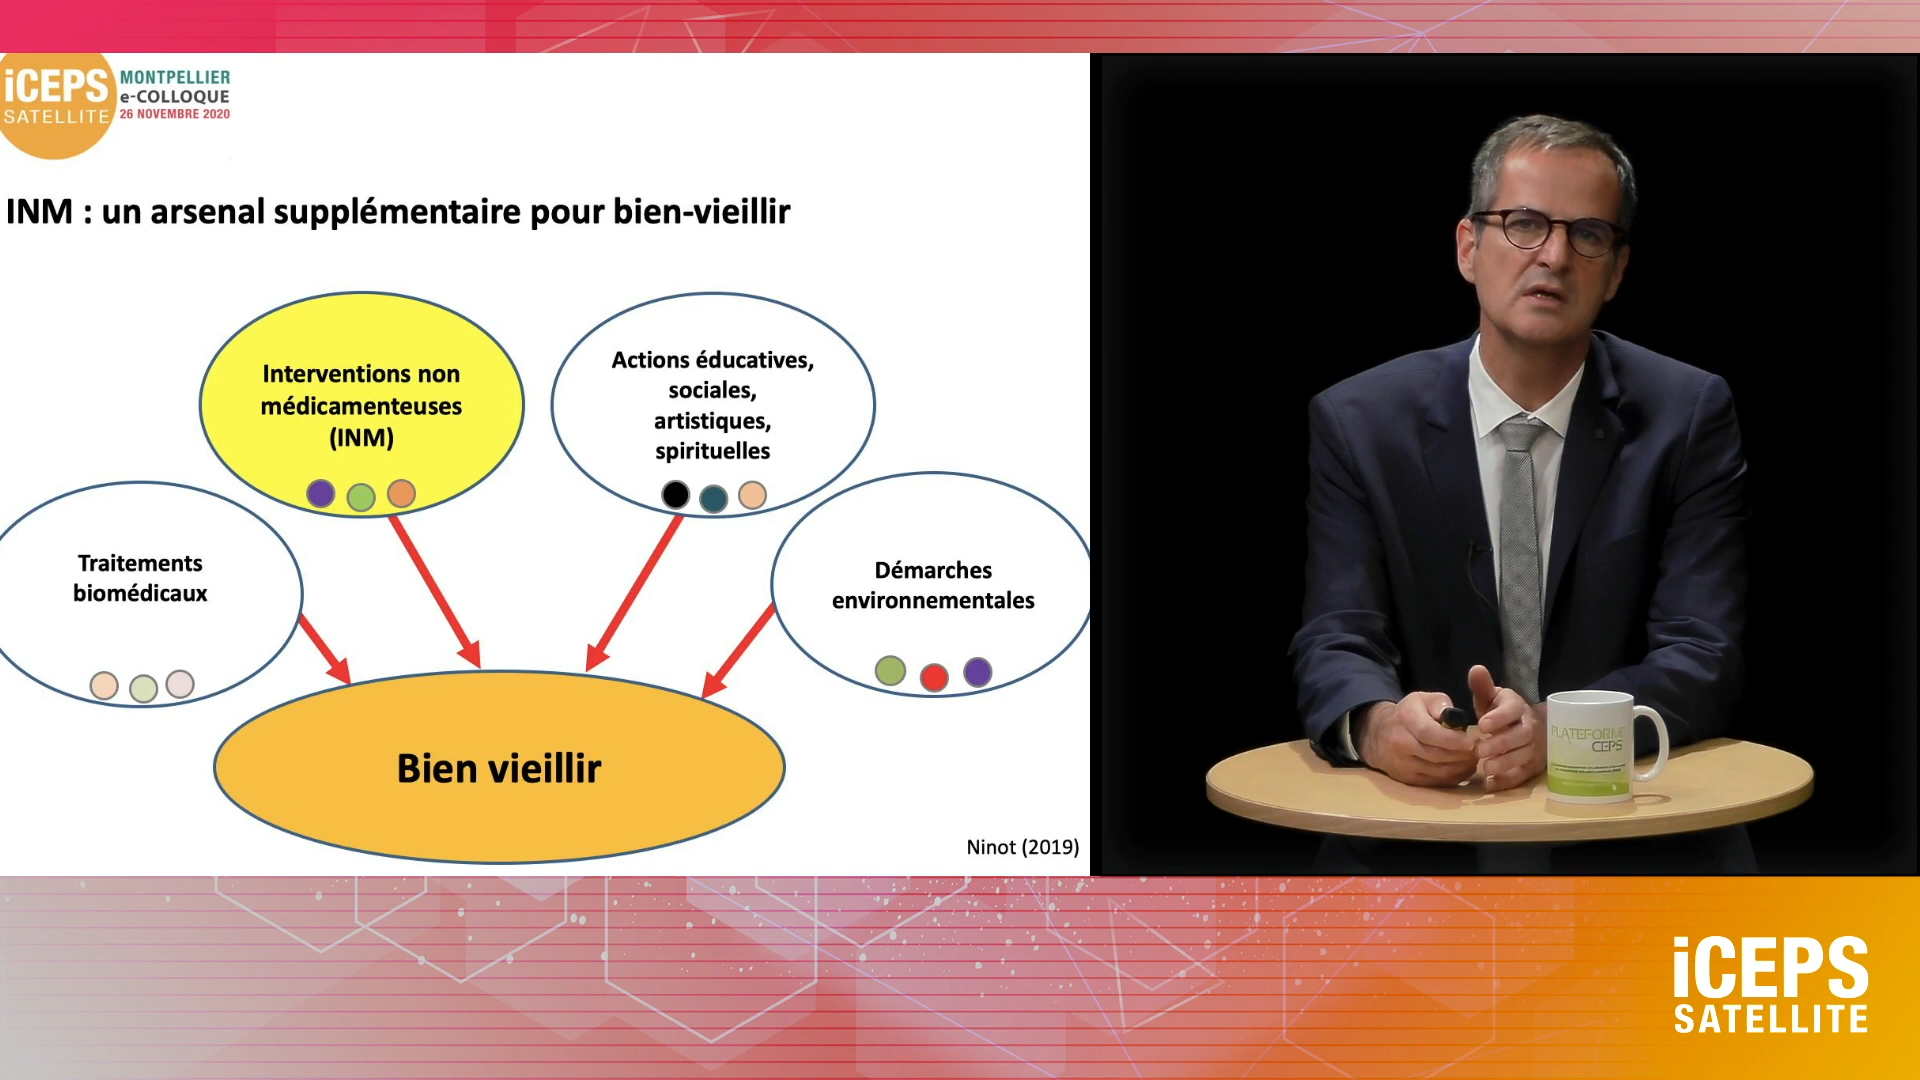 iCEPS
SATELLITE
MONTPELLIER
e-COLLOQUE
26 NOVEMBRE 2020
INM : un arsenal supplémentaire pour bien-vieillir
Interventions non
médicamenteuses
(INM)
Actions éducatives,
sociales,
artistiques,
spirituelles
Traitements
biomédicaux
Démarches
environnementales
Bien vieillir
Ninot (2019)
PLATEFORME
CEPS
iCEPS
SATELLITE